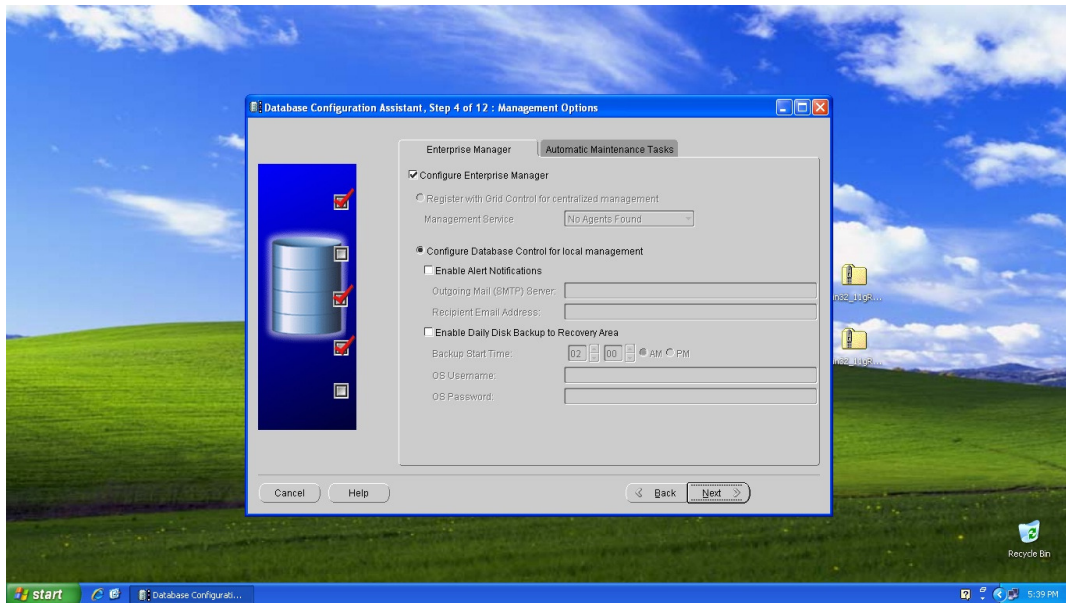 Database Configuration Assistant, Step 4 of 12 : Management Options
Enterprise Manager
Automatic Maintenance Tasks
Configure Enterprise Manager
Register with Grid Control for centralized management
Management Service
No Agents Found
Configure Database Control for local management
Enable Alert Notifications
Outgoing Mail (SMTP) Server:
Recipient Email Address:
Enable Daily Disk Backup to Recovery Area
Backup Start Time:
02 00 AM PM
OS Username:
OS Password:
Cancel Help Back Next
in32_11gR...
in32_11gR...
Recycle Bin
start
Database Configurati...
5:39 PM